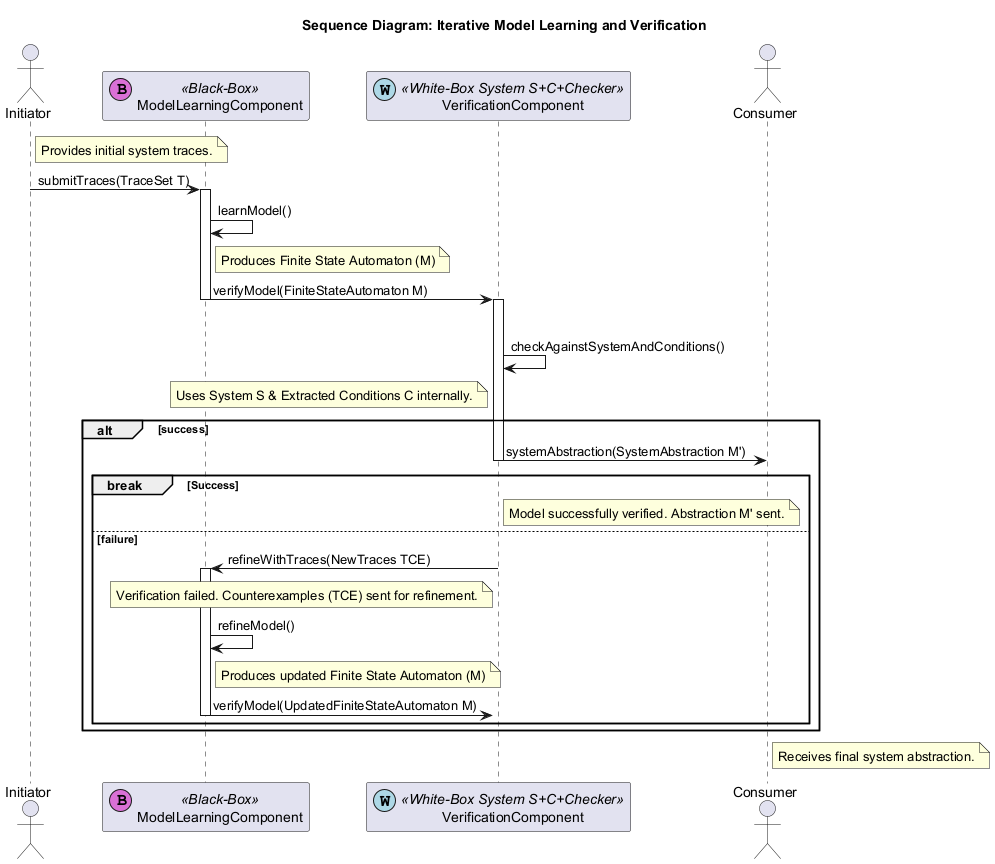 Sequence Diagram: Iterative Model Learning and Verification
Initiator
B
«Black-Box»
ModelLearningComponent
W
«White-Box System S+C+Checker»
VerificationComponent
Consumer
Provides initial system traces.
submitTraces(TraceSet T)
learnModel()
Produces Finite State Automaton (M)
verifyModel(FiniteStateAutomaton M)
checkAgainstSystemAndConditions()
Uses System S & Extracted Conditions C internally.
alt
[success]
systemAbstraction(SystemAbstraction M')
break
[Success]
Model successfully verified. Abstraction M' sent.
[failure]
refineWithTraces(NewTraces TCE)
Verification failed. Counterexamples (TCE) sent for refinement.
refineModel()
Produces updated Finite State Automaton (M)
verifyModel(UpdatedFiniteStateAutomaton M)
Receives final system abstraction.
Initiator
B
«Black-Box»
ModelLearningComponent
W
«White-Box System S+C+Checker»
VerificationComponent
Consumer